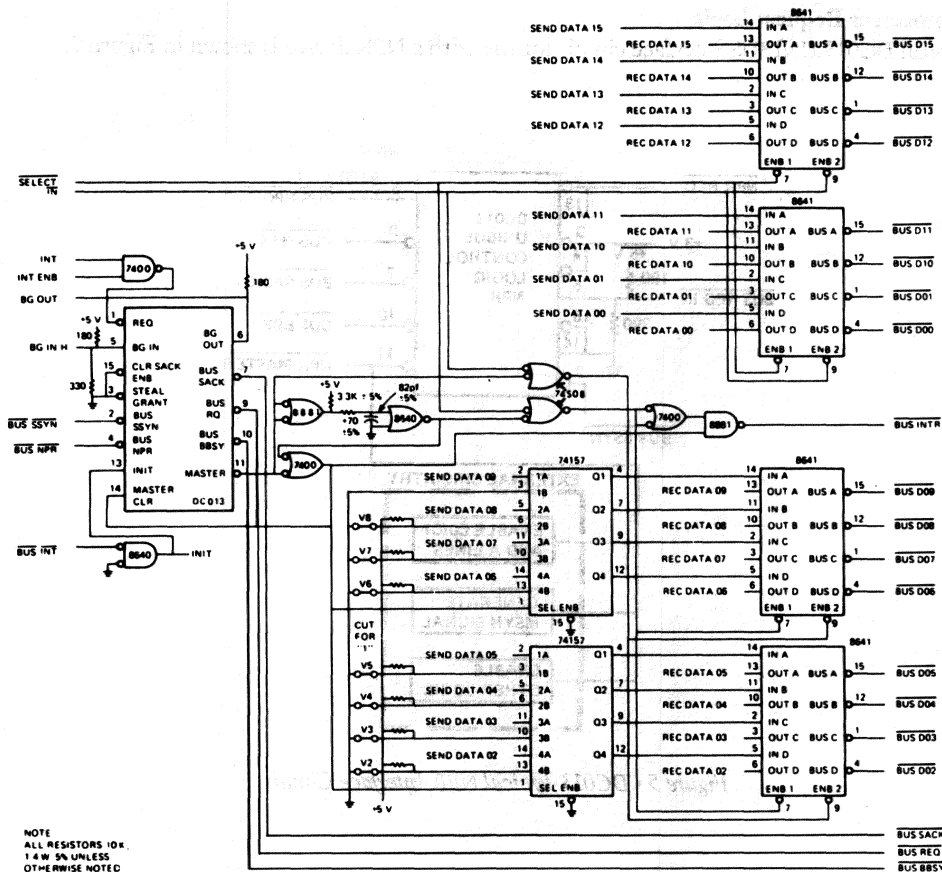 8641
SEND DATA 15
REC DATA 15
SEND DATA 14
REC DATA 14
SEND DATA 13
REC DATA 13
SEND DATA 12
REC DATA 12
14 IN A
13 OUT A BUS A 15
11 IN B
10 OUT B BUS B 12
2 IN C
3 OUT C BUS C 1
5 IN D
6 OUT D BUS D 4
ENB 1 ENB 2
7 9
BUS D15
BUS D14
BUS D13
BUS D12
SELECT
IN
8641
SEND DATA 11
REC DATA 11
SEND DATA 10
REC DATA 10
SEND DATA 01
REC DATA 01
SEND DATA 00
REC DATA 00
14 IN A
13 OUT A BUS A 15
11 IN B
10 OUT B BUS B 12
2 IN C
3 OUT C BUS C 1
5 IN D
6 OUT D BUS D 4
ENB 1 ENB 2
7 9
BUS D11
BUS D10
BUS D01
BUS D00
INT
INT ENB
7400
BG OUT
+5 V
180
+5 V
180
BG IN H
330
BUS SSYN
BUS NPR
1 REQ
5 BG IN
15 CLR SACK ENB
3 STEAL GRANT
2 BUS SSYN
4 BUS NPR
13 INIT
14 MASTER CLR
BG OUT 6
BUS SACK 7
BUS RQ 9
BUS BBSY 10
MASTER 11
DC013
BUS INT
8640
INIT
8881
+5 V
3.3K ±5%
470 ±5%
82pf ±5%
8640
7400
74S08
7400
8881
BUS INTR
74157
SEND DATA 09
SEND DATA 08
SEND DATA 07
SEND DATA 06
2 1A Q1 4
3 1B
5 2A Q2 7
6 2B
11 3A Q3 9
10 3B
14 4A Q4 12
13 4B
1 SEL ENB
15
V8
V7
V6
CUT FOR "1"
V5
V4
V3
V2
+5 V
8641
REC DATA 09
REC DATA 08
REC DATA 07
REC DATA 06
14 IN A
13 OUT A BUS A 15
11 IN B
10 OUT B BUS B 12
2 IN C
3 OUT C BUS C 1
5 IN D
6 OUT D BUS D 4
ENB 1 ENB 2
7 9
BUS D09
BUS D08
BUS D07
BUS D06
74157
SEND DATA 05
SEND DATA 04
SEND DATA 03
SEND DATA 02
2 1A Q1 4
3 1B
5 2A Q2 7
6 2B
11 3A Q3 9
10 3B
14 4A Q4 12
13 4B
1 SEL ENB
15
8641
REC DATA 05
REC DATA 04
REC DATA 03
REC DATA 02
14 IN A
13 OUT A BUS A 15
11 IN B
10 OUT B BUS B 12
2 IN C
3 OUT C BUS C 1
5 IN D
6 OUT D BUS D 4
ENB 1 ENB 2
7 9
BUS D05
BUS D04
BUS D03
BUS D02
BUS SACK
BUS REQ
BUS BBSY
NOTE
ALL RESISTORS 10K,
1/4 W 5% UNLESS
OTHERWISE NOTED